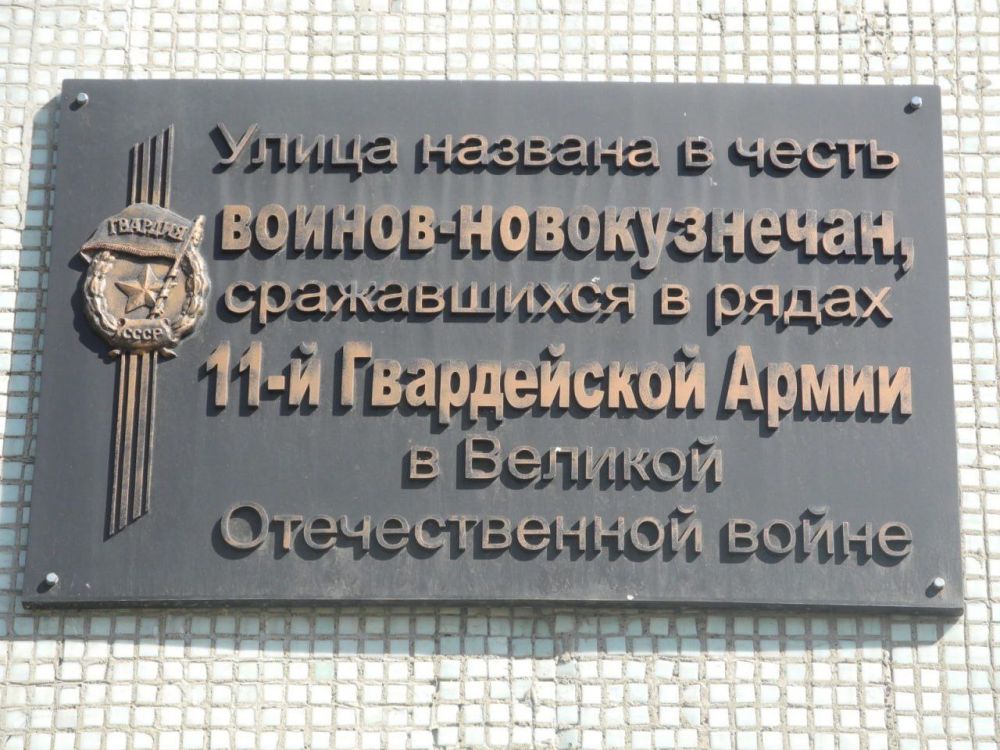 Улица названа в честь
воинов-новокузнечан,
сражавшихся в рядах
11-й Гвардейской Армии
в Великой
Отечественной войне
ГВАРДИЯ
СССР